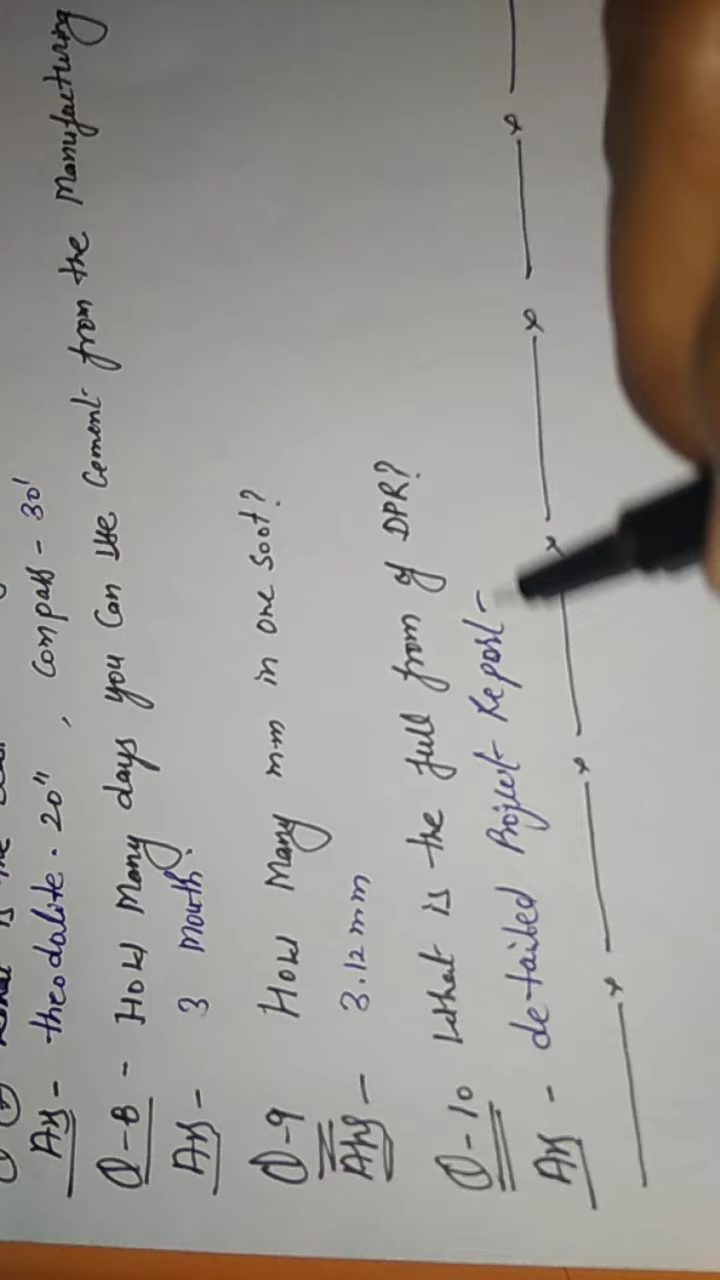 Ans - theodalite - 20" , Compass - 30'
Q-8 - How Many days you Can use Cement from the Manufacturing
Ans - 3 Mouth.
Q-9 How Many mm in one soot?
Ans - 3.12 mm
Q-10 What is the full from of DPR?
Ans - detailed Project Report